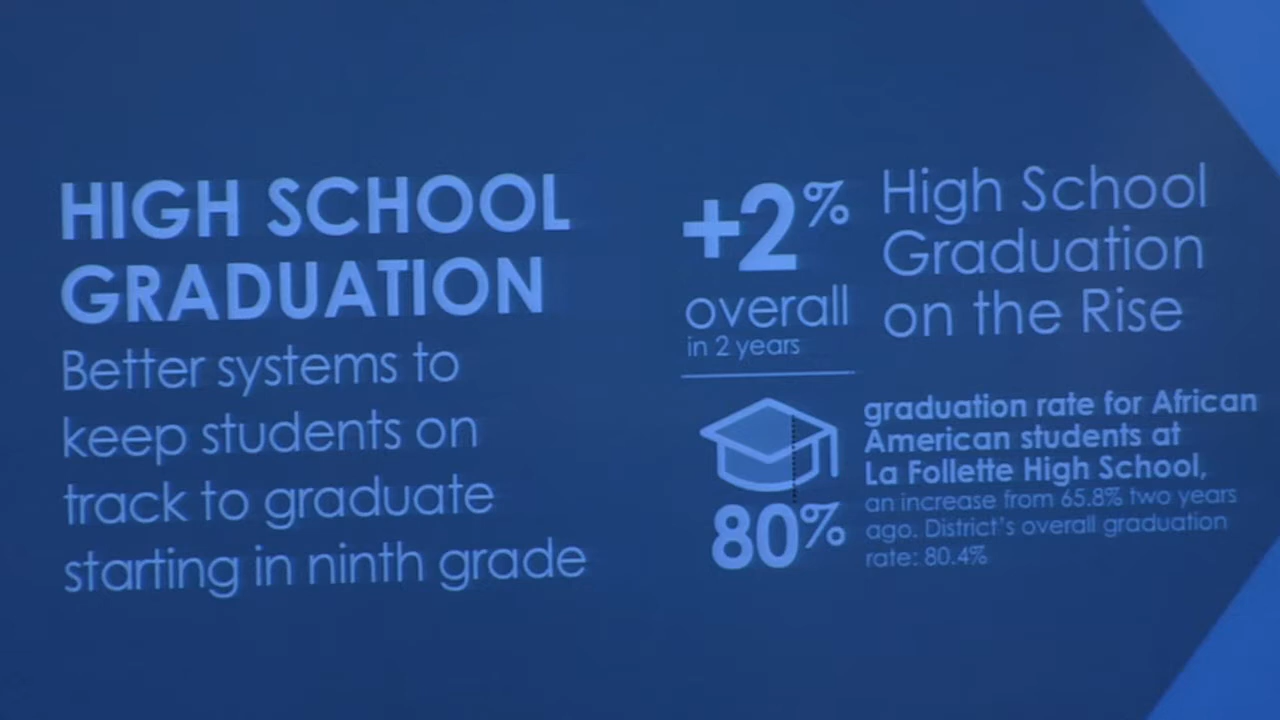 HIGH SCHOOL
GRADUATION
Better systems to
keep students on
track to graduate
starting in ninth grade
+2%
overall
in 2 years
High School
Graduation
on the Rise
80%
graduation rate for African
American students at
La Follette High School,
an increase from 65.8% two years
ago. District's overall graduation
rate: 80.4%